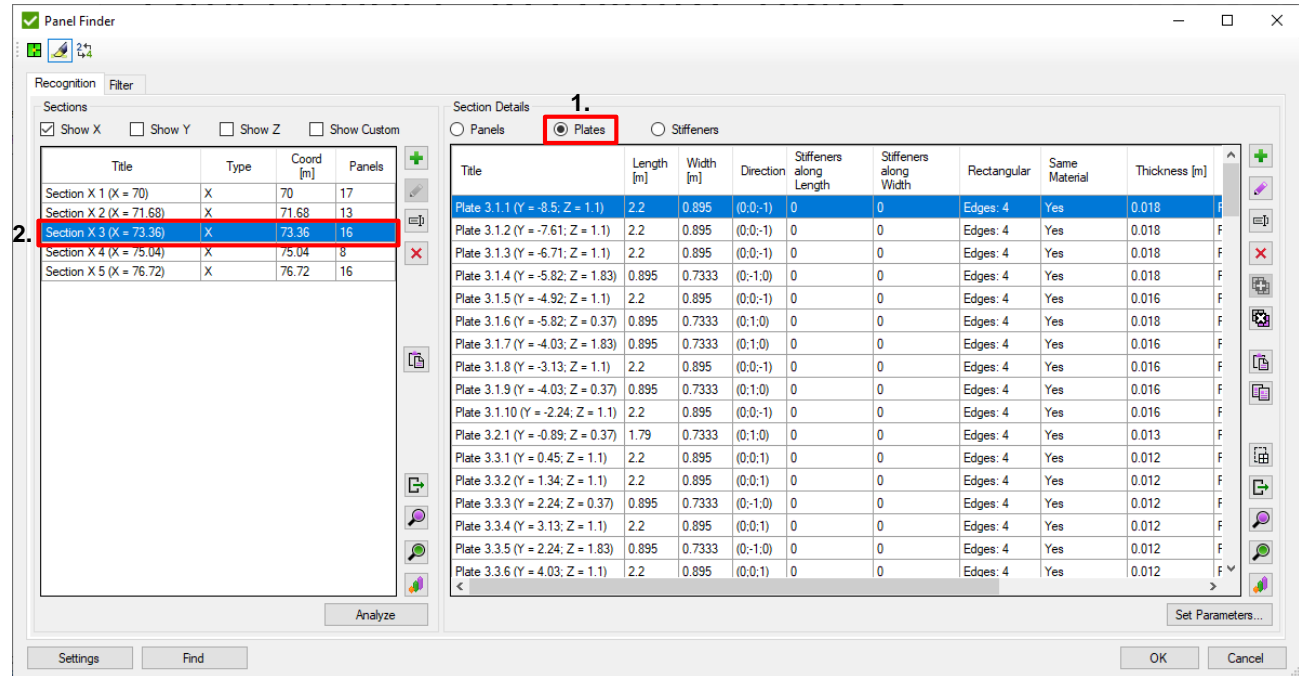 Panel Finder
Recognition Filter
Sections
Show X Show Y Show Z Show Custom
Title Type Coord [m] Panels
Section X 1 (X = 70) X 70 17
Section X 2 (X = 71.68) X 71.68 13
2. Section X 3 (X = 73.36) X 73.36 16
Section X 4 (X = 75.04) X 75.04 8
Section X 5 (X = 76.72) X 76.72 16
Analyze
Section Details 1.
Panels Plates Stiffeners
Title Length [m] Width [m] Direction Stiffeners along Length Stiffeners along Width Rectangular Same Material Thickness [m]
Plate 3.1.1 (Y = -8.5; Z = 1.1) 2.2 0.895 (0;0;-1) 0 0 Edges: 4 Yes 0.018 F
Plate 3.1.2 (Y = -7.61; Z = 1.1) 2.2 0.895 (0;0;-1) 0 0 Edges: 4 Yes 0.018 F
Plate 3.1.3 (Y = -6.71; Z = 1.1) 2.2 0.895 (0;0;-1) 0 0 Edges: 4 Yes 0.018 F
Plate 3.1.4 (Y = -5.82; Z = 1.83) 0.895 0.7333 (0;-1;0) 0 0 Edges: 4 Yes 0.018 F
Plate 3.1.5 (Y = -4.92; Z = 1.1) 2.2 0.895 (0;0;-1) 0 0 Edges: 4 Yes 0.016 F
Plate 3.1.6 (Y = -5.82; Z = 0.37) 0.895 0.7333 (0;1;0) 0 0 Edges: 4 Yes 0.018 F
Plate 3.1.7 (Y = -4.03; Z = 1.83) 0.895 0.7333 (0;1;0) 0 0 Edges: 4 Yes 0.016 F
Plate 3.1.8 (Y = -3.13; Z = 1.1) 2.2 0.895 (0;0;-1) 0 0 Edges: 4 Yes 0.016 F
Plate 3.1.9 (Y = -4.03; Z = 0.37) 0.895 0.7333 (0;1;0) 0 0 Edges: 4 Yes 0.016 F
Plate 3.1.10 (Y = -2.24; Z = 1.1) 2.2 0.895 (0;0;-1) 0 0 Edges: 4 Yes 0.016 F
Plate 3.2.1 (Y = -0.89; Z = 0.37) 1.79 0.7333 (0;1;0) 0 0 Edges: 4 Yes 0.013 F
Plate 3.3.1 (Y = 0.45; Z = 1.1) 2.2 0.895 (0;0;1) 0 0 Edges: 4 Yes 0.012 F
Plate 3.3.2 (Y = 1.34; Z = 1.1) 2.2 0.895 (0;0;1) 0 0 Edges: 4 Yes 0.012 F
Plate 3.3.3 (Y = 2.24; Z = 0.37) 0.895 0.7333 (0;-1;0) 0 0 Edges: 4 Yes 0.012 F
Plate 3.3.4 (Y = 3.13; Z = 1.1) 2.2 0.895 (0;0;1) 0 0 Edges: 4 Yes 0.012 F
Plate 3.3.5 (Y = 2.24; Z = 1.83) 0.895 0.7333 (0;-1;0) 0 0 Edges: 4 Yes 0.012 F
Plate 3.3.6 (Y = 4.03; Z = 1.1) 2.2 0.895 (0;0;1) 0 0 Edges: 4 Yes 0.012 F
Set Parameters...
Settings Find OK Cancel